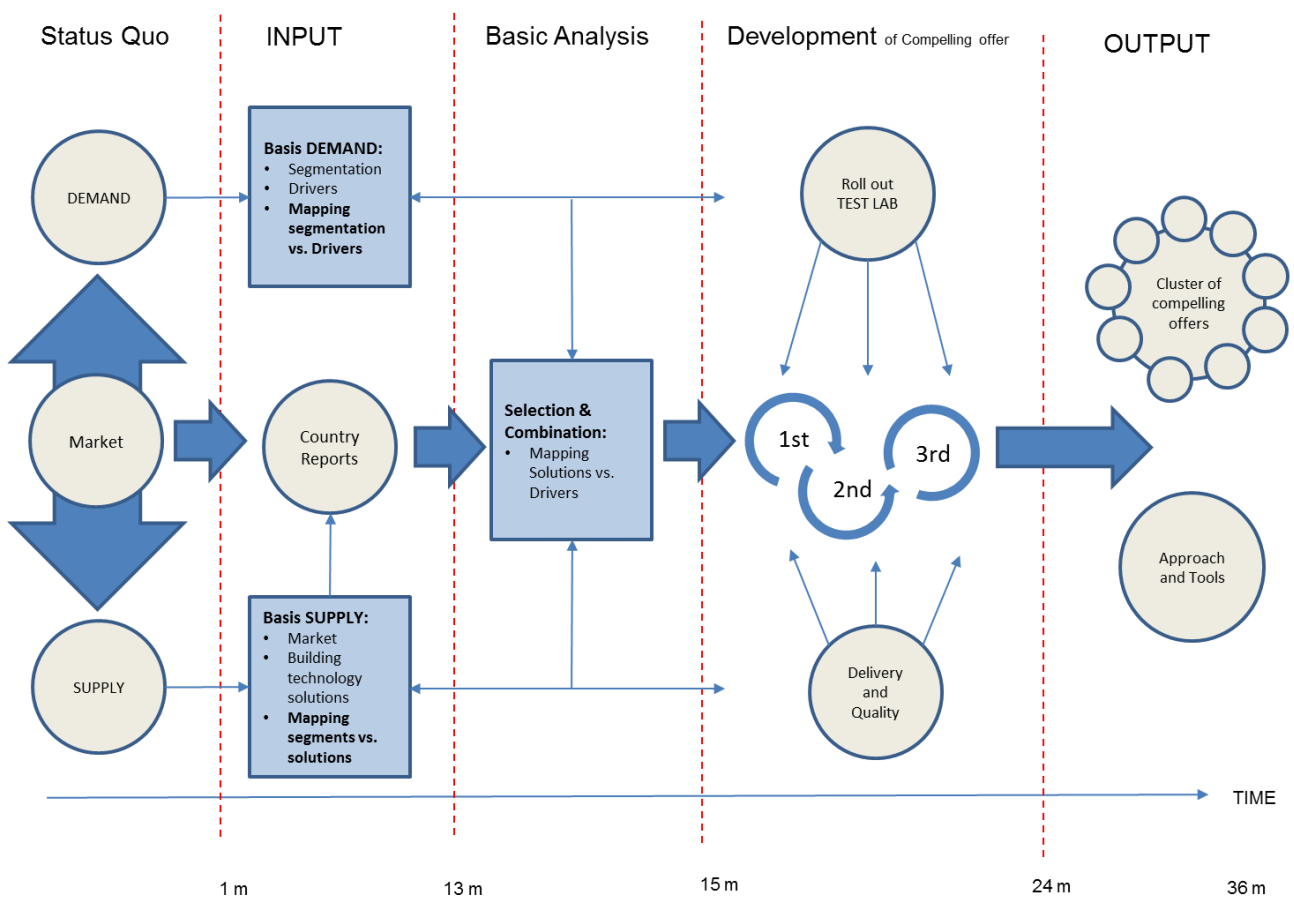 Status Quo
INPUT
Basic Analysis
Development of Compelling offer
OUTPUT
DEMAND
Basis DEMAND:
• Segmentation
• Drivers
• Mapping
segmentation
vs. Drivers
Roll out
TEST LAB
Cluster of
compelling
offers
Market
Country
Reports
Selection &
Combination:
• Mapping
Solutions vs.
Drivers
1st
2nd
3rd
Approach
and Tools
SUPPLY
Basis SUPPLY:
• Market
• Building
technology
solutions
• Mapping
segments vs.
solutions
Delivery
and
Quality
TIME
1 m
13 m
15 m
24 m
36 m